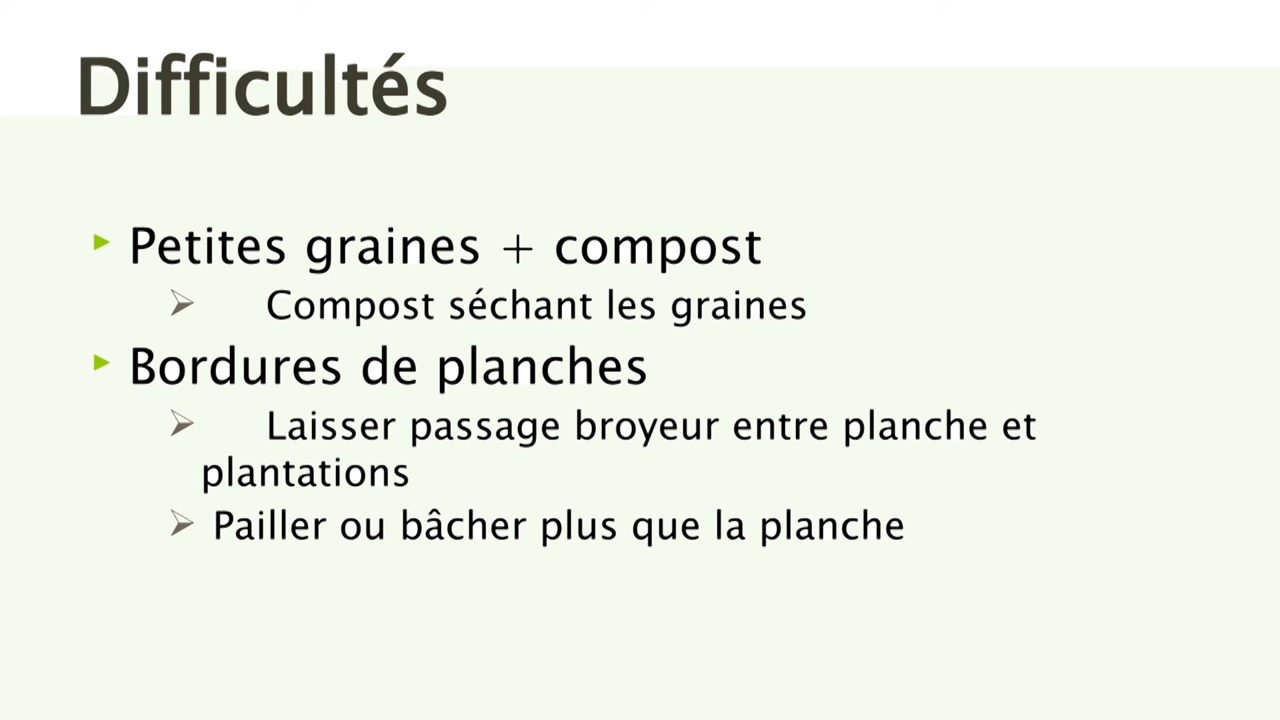 Difficultés
Petites graines + compost
Compost séchant les graines
Bordures de planches
Laisser passage broyeur entre planche et
plantations
Pailler ou bâcher plus que la planche